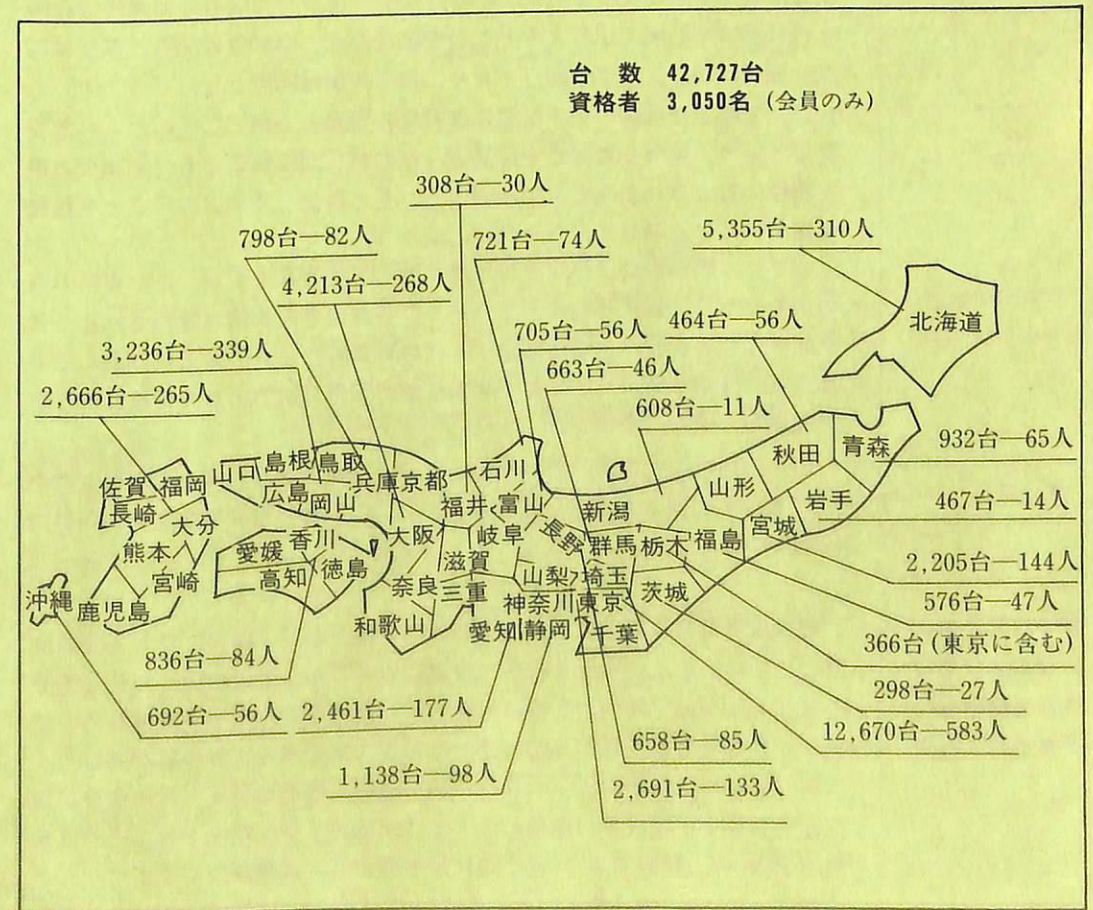 台 数 42,727台
資格者 3,050名 (会員のみ)
308台―30人
798台―82人
721台―74人
5,355台―310人
4,213台―268人
705台―56人
464台―56人
3,236台―339人
663台―46人
2,666台―265人
608台―11人
北海道
青森
932台―65人
秋田
岩手
467台―14人
山形
宮城
2,205台―144人
福島
576台―47人
新潟
群馬
栃木
366台 (東京に含む)
茨城
298台―27人
埼玉
東京
12,670台―583人
千葉
658台―85人
神奈川
2,691台―133人
山梨
長野
静岡
1,138台―98人
愛知
2,461台―177人
岐阜
三重
石川
富山
福井
滋賀
京都
兵庫
大阪
奈良
和歌山
鳥取
島根
岡山
広島
山口
香川
愛媛
徳島
高知
836台―84人
福岡
佐賀
長崎
大分
熊本
宮崎
鹿児島
沖縄
692台―56人